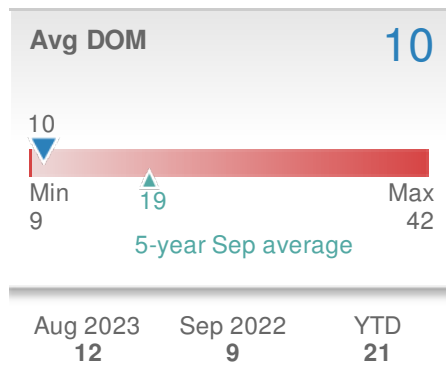 Avg DOM 10
10
Min Max
19
9 42
5-year Sep average
Aug 2023 Sep 2022 YTD
12 9 21